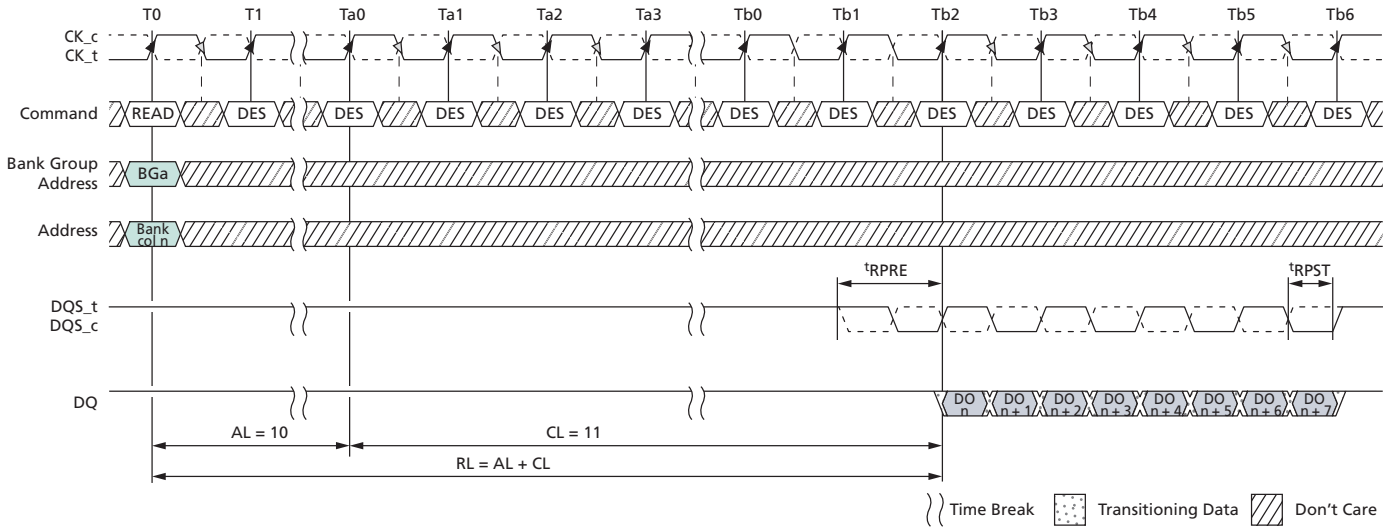 T0 T1 Ta0 Ta1 Ta2 Ta3 Tb0 Tb1 Tb2 Tb3 Tb4 Tb5 Tb6
CK_c
CK_t
Command READ DES DES DES DES DES DES DES DES DES DES DES DES
Bank Group
Address
BGa
Address
Bank
col n
tRPRE tRPST
DQS_t
DQS_c
DQ
DO DO DO DO DO DO DO DO
n n + 1 n + 2 n + 3 n + 4 n + 5 n + 6 n + 7
AL = 10 CL = 11
RL = AL + CL
Time Break Transitioning Data Don't Care